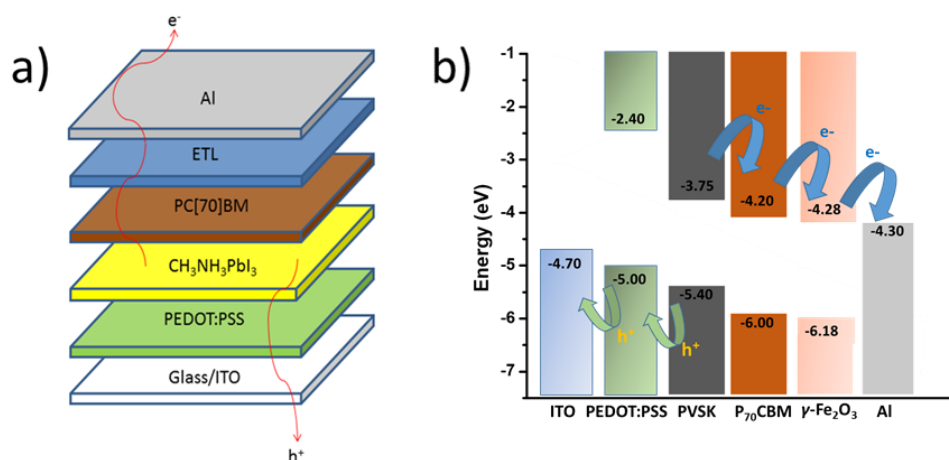 a)
e-
Al
ETL
PC[70]BM
CH₃NH₃PbI₃
PEDOT:PSS
Glass/ITO
h⁺
b)
Energy (eV)
-1
-2
-3
-4
-5
-6
-7
-2.40
-3.75
-4.20
-4.28
-4.30
-4.70
-5.00
-5.40
-6.00
-6.18
e-
e-
e-
h⁺
h⁺
ITO PEDOT:PSS PVSK P₇₀CBM γ-Fe₂O₃ Al